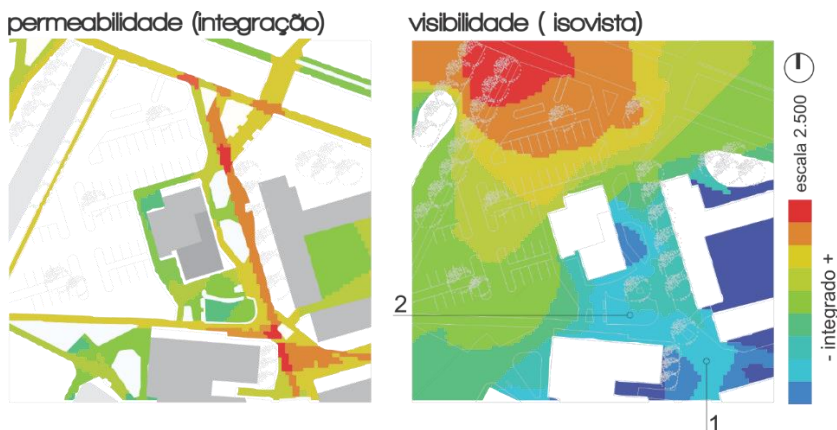 permeabilidade (integração)
visibilidade ( isovista)
escala 2.500
- integrado +
2
1